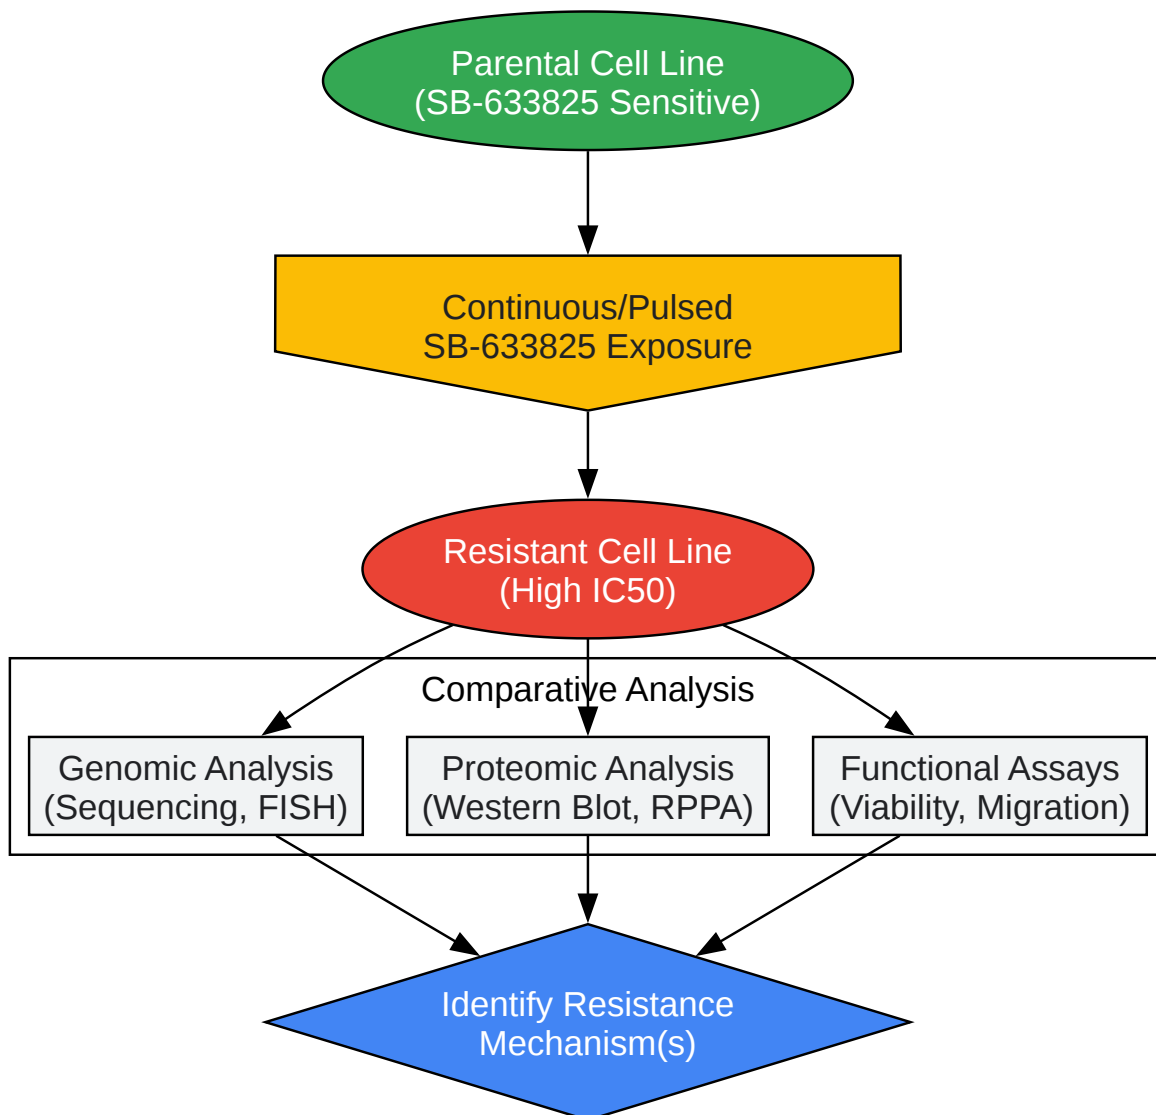 Parental Cell Line
(SB-633825 Sensitive)
Continuous/Pulsed
SB-633825 Exposure
Resistant Cell Line
(High IC50)
Comparative Analysis
Genomic Analysis
(Sequencing, FISH)
Proteomic Analysis
(Western Blot, RPPA)
Functional Assays
(Viability, Migration)
Identify Resistance
Mechanism(s)